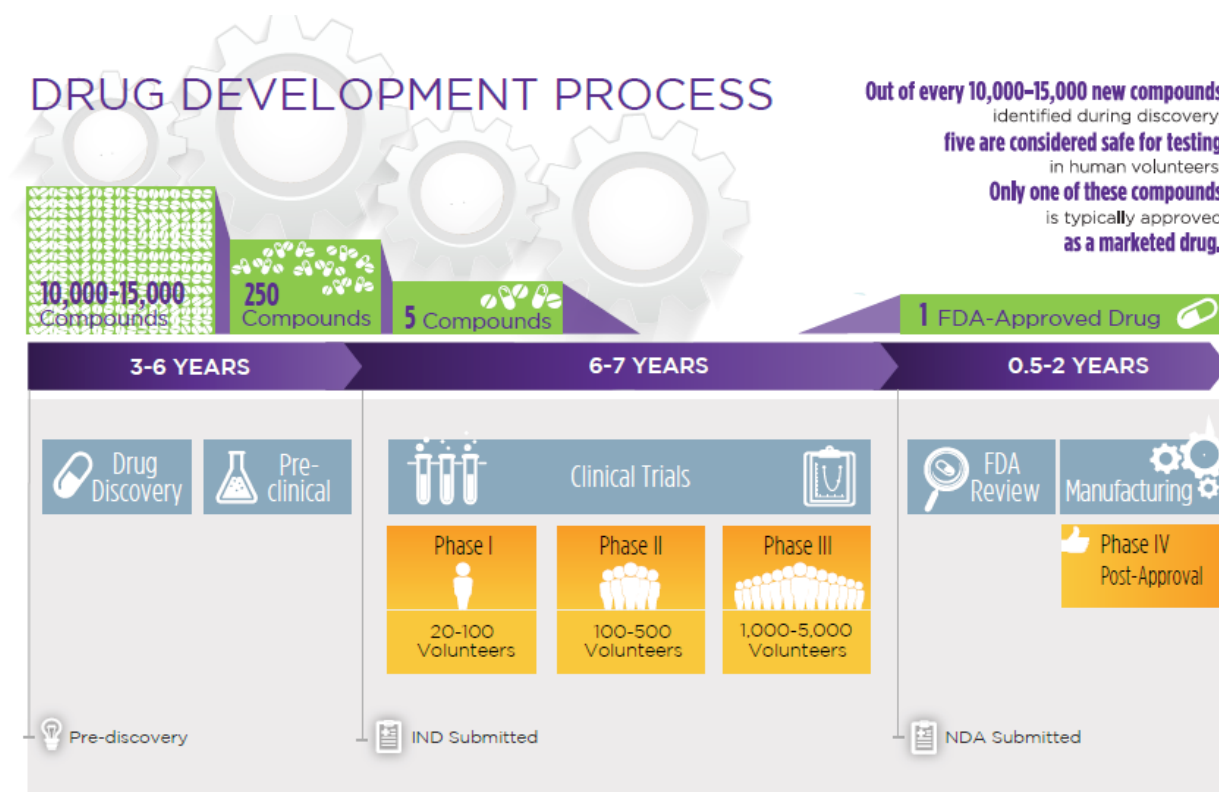 DRUG DEVELOPMENT PROCESS
Out of every 10,000–15,000 new compounds
identified during discovery
five are considered safe for testing
in human volunteers
Only one of these compounds
is typically approved
as a marketed drug.
10,000-15,000
Compounds
250
Compounds
5 Compounds
1 FDA-Approved Drug
3-6 YEARS
6-7 YEARS
0.5-2 YEARS
Drug
Discovery
Pre-
clinical
Clinical Trials
FDA
Review
Manufacturing
Phase I
20-100
Volunteers
Phase II
100-500
Volunteers
Phase III
1,000-5,000
Volunteers
Phase IV
Post-Approval
Pre-discovery
IND Submitted
NDA Submitted